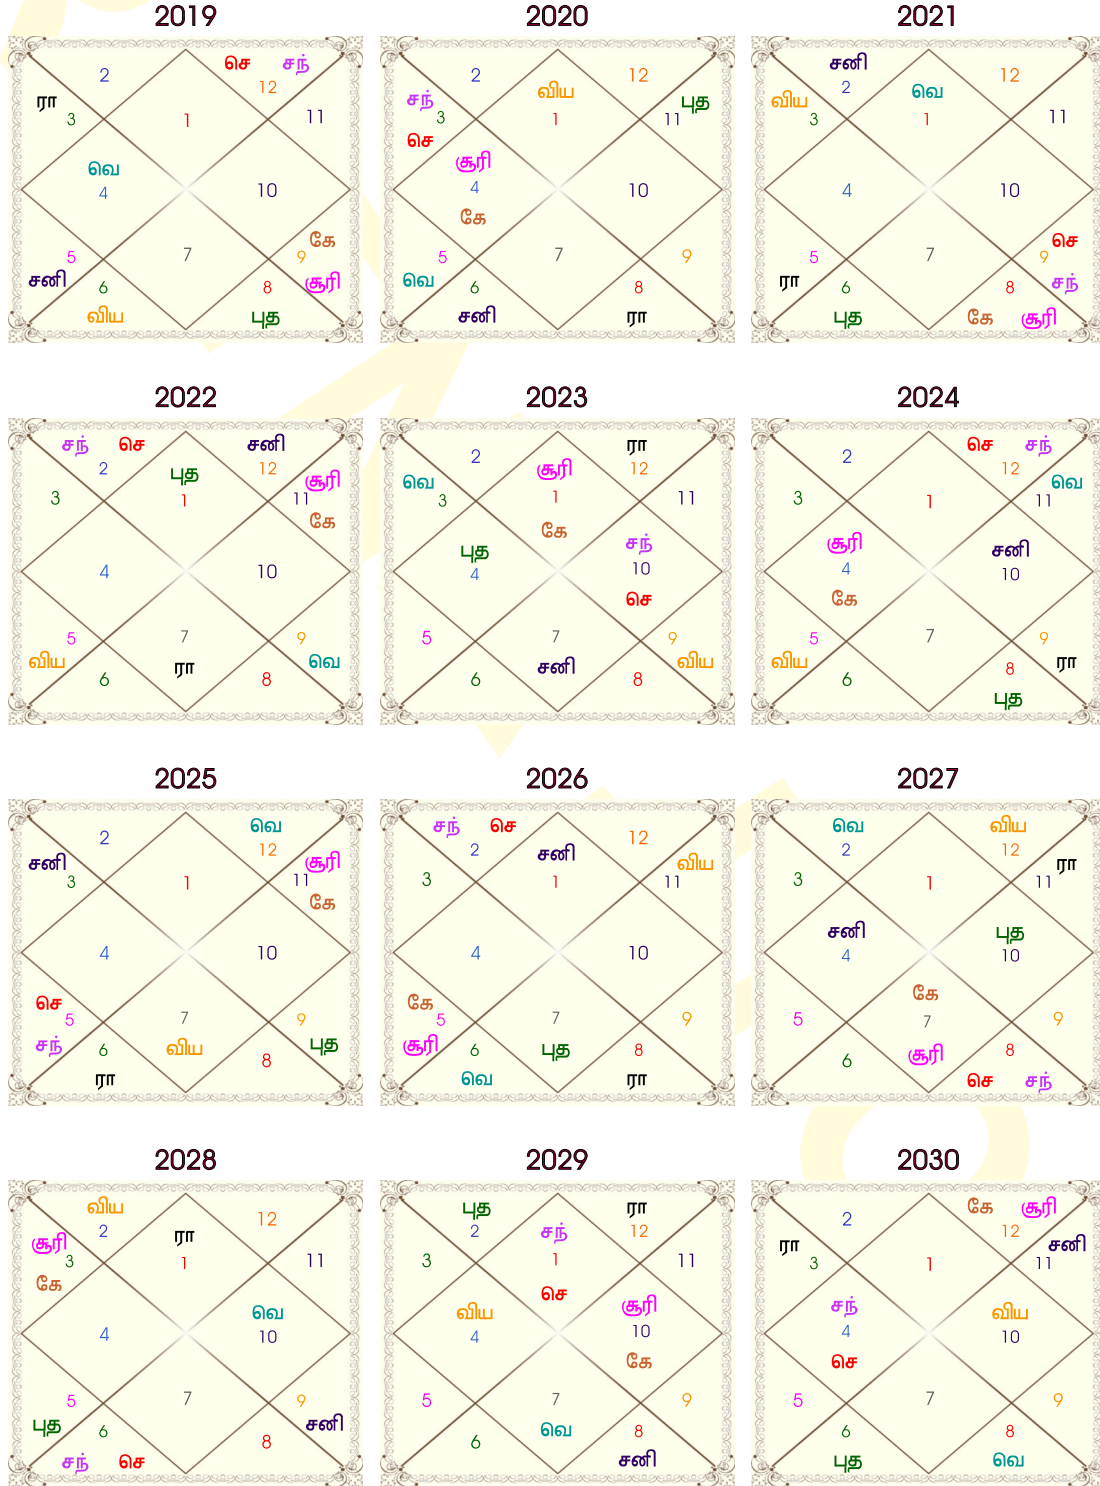 2019 2020 2021
செ சந்
2 12
ரா
3 1 11
வெ
4 10
7
கே
5 9
சனி சூரி
6 8
விய புத
2 12
விய
சந் புத
3 1 11
செ
சூரி
4 10
கே
7
5 9
வெ
6 8
சனி ரா
சனி
2 12
வெ
விய
3 1 11
4 10
7
செ
5 9
ரா சந்
6 8
புத கே சூரி
2022 2023 2024
சந் செ சனி
2 12
புத
சூரி
3 1 11
கே
4 10
7
5 9
விய வெ
ரா
6 8
ரா
2 12
சூரி
வெ
3 1 11
கே
சந்
புத
4 10
செ
7
5 9
விய
சனி
6 8
செ சந்
2 12
வெ
3 1 11
சூரி
சனி
4 10
கே
7
5 9
விய ரா
6 8
புத
2025 2026 2027
வெ
2 12
சனி சூரி
3 1 11
கே
4 10
செ
5 7 9
சந் விய புத
6 8
ரா
சந் செ
2 12
சனி
விய
3 1 11
4 10
கே
5 7 9
சூரி
6 புத 8
வெ ரா
வெ விய
2 12
ரா
3 1 11
சனி புத
4 10
கே
5 7 9
சூரி
6 8
செ சந்
2028 2029 2030
விய
2 12
ரா
சூரி
3 1 11
கே
வெ
4 10
7
5 9
புத சனி
6 8
சந் செ
புத ரா
2 12
சந்
3 1 11
செ
விய சூரி
4 10
கே
5 7 9
வெ
6 8
சனி
கே சூரி
2 12
ரா சனி
3 1 11
சந் விய
4 10
செ
7
5 9
6 8
புத வெ